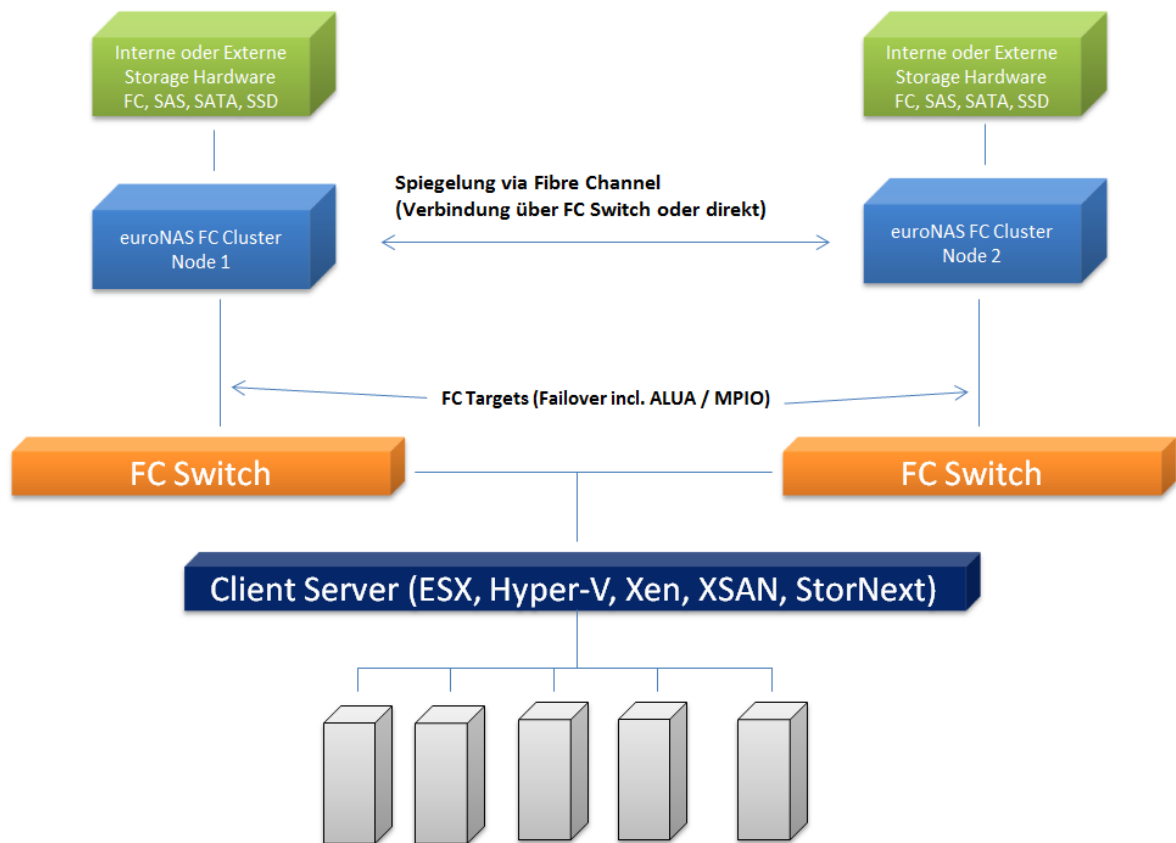 Interne oder Externe
Storage Hardware
FC, SAS, SATA, SSD
Interne oder Externe
Storage Hardware
FC, SAS, SATA, SSD
Spiegelung via Fibre Channel
(Verbindung über FC Switch oder direkt)
euroNAS FC Cluster
Node 1
euroNAS FC Cluster
Node 2
FC Targets (Failover incl. ALUA / MPIO)
FC Switch
FC Switch
Client Server (ESX, Hyper-V, Xen, XSAN, StorNext)